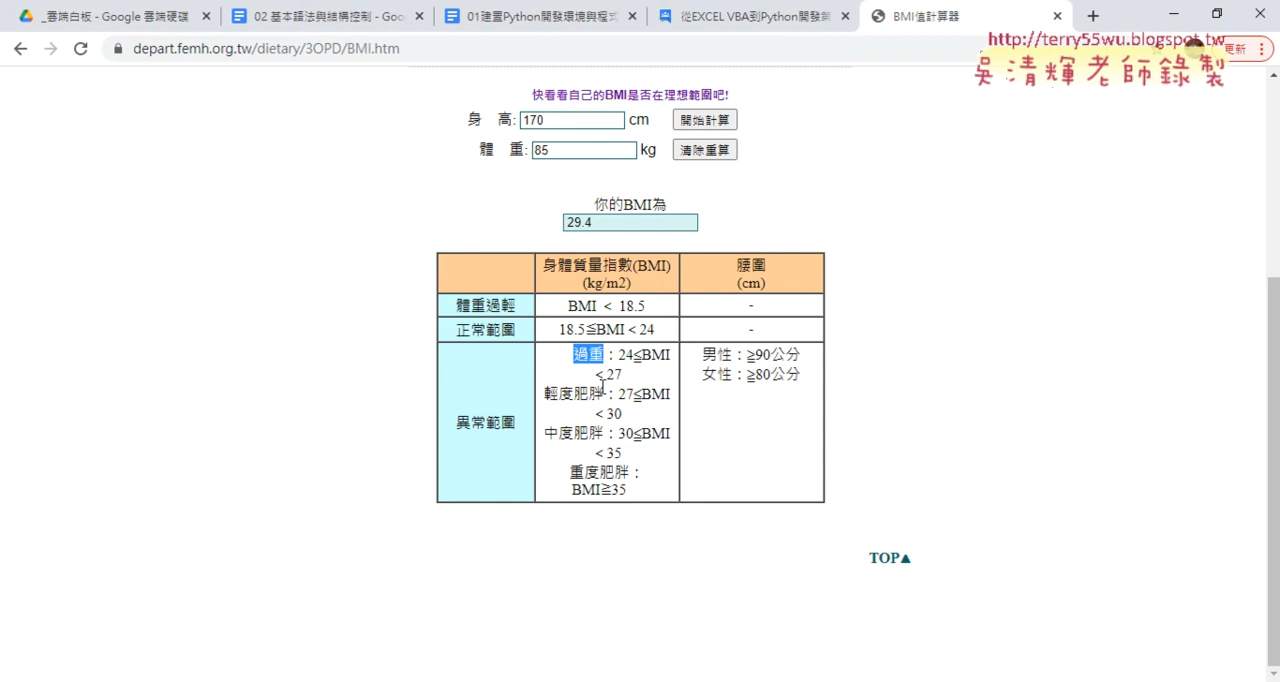 _雲端白板 - Google 雲端硬碟
02 基本語法與結構控制 - Goo
01建置Python開發環境與程式
從EXCEL VBA到Python開發
BMI值計算器
depart.femh.org.tw/dietary/3OPD/BMI.htm
更新
http://terry55wu.blogspot.tw
吳清輝老師錄製
快看看自己的BMI是否在理想範圍吧!
身 高: 170 cm 開始計算
體 重: 85 kg 清除重算
你的BMI為
29.4
身體質量指數(BMI)
(kg/m2)
腰圍
(cm)
體重過輕 BMI < 18.5 -
正常範圍 18.5≦BMI < 24 -
異常範圍
過重：24≦BMI
< 27
輕度肥胖：27≦BMI
< 30
中度肥胖：30≦BMI
< 35
重度肥胖：
BMI≧35
男性：≧90公分
女性：≧80公分
TOP▲